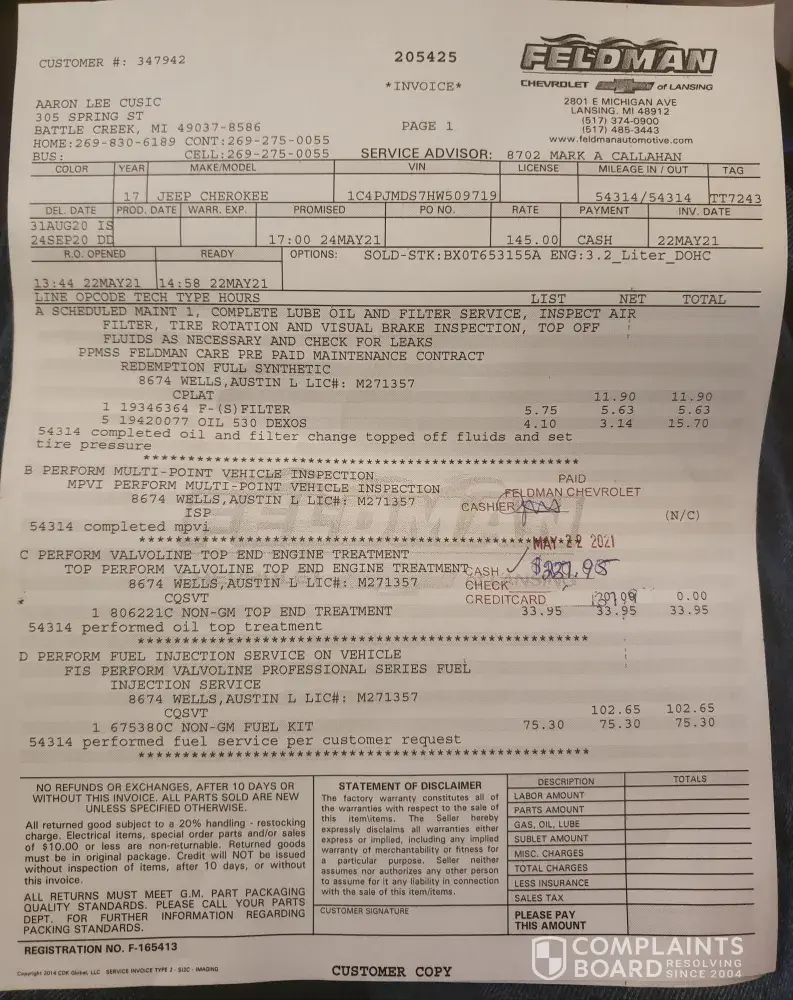 CUSTOMER #: 347942
205425
*INVOICE*
FELDMAN
CHEVROLET of LANSING
2801 E MICHIGAN AVE
LANSING, MI 48912
(517) 374-0900
(517) 485-3443
www.feldmanautomotive.com
AARON LEE CUSIC
305 SPRING ST
BATTLE CREEK, MI 49037-8586
PAGE 1
HOME:269-830-6189 CONT:269-275-0055
BUS: CELL:269-275-0055
SERVICE ADVISOR: 8702 MARK A CALLAHAN
COLOR YEAR MAKE/MODEL VIN LICENSE MILEAGE IN / OUT TAG
17 JEEP CHEROKEE 1C4PJMDS7HW509719 54314/54314 TT7243
DEL. DATE PROD. DATE WARR. EXP. PROMISED PO NO. RATE PAYMENT INV. DATE
31AUG20 IS
24SEP20 DD 17:00 24MAY21 145.00 CASH 22MAY21
R.O. OPENED READY OPTIONS: SOLD-STK:BX0T653155A ENG:3.2_Liter_DOHC
13:44 22MAY21 14:58 22MAY21
LINE OPCODE TECH TYPE HOURS LIST NET TOTAL
A SCHEDULED MAINT 1, COMPLETE LUBE OIL AND FILTER SERVICE, INSPECT AIR
FILTER, TIRE ROTATION AND VISUAL BRAKE INSPECTION, TOP OFF
FLUIDS AS NECESSARY AND CHECK FOR LEAKS
PPMSS FELDMAN CARE PRE PAID MAINTENANCE CONTRACT
REDEMPTION FULL SYNTHETIC
8674 WELLS,AUSTIN L LIC#: M271357
CPLAT 11.90 11.90
1 19346364 F-(S)FILTER 5.75 5.63 5.63
5 19420077 OIL 530 DEXOS 4.10 3.14 15.70
54314 completed oil and filter change topped off fluids and set
tire pressure
****************************************************
B PERFORM MULTI-POINT VEHICLE INSPECTION
MPVI PERFORM MULTI-POINT VEHICLE INSPECTION
8674 WELLS,AUSTIN L LIC#: M271357
ISP (N/C)
54314 completed mpvi
****************************************************
PAID
FELDMAN CHEVROLET
CASHIER
MAY 22 2021
CASH ✓ $227.95
CHECK
CREDITCARD
C PERFORM VALVOLINE TOP END ENGINE TREATMENT
TOP PERFORM VALVOLINE TOP END ENGINE TREATMENT
8674 WELLS,AUSTIN L LIC#: M271357
CQSVT 0.00
* 1 806221C NON-GM TOP END TREATMENT 33.95 33.95 33.95
54314 performed oil top treatment
****************************************************
D PERFORM FUEL INJECTION SERVICE ON VEHICLE
FIS PERFORM VALVOLINE PROFESSIONAL SERIES FUEL
INJECTION SERVICE
8674 WELLS,AUSTIN L LIC#: M271357
CQSVT 102.65 102.65
1 675380C NON-GM FUEL KIT 75.30 75.30 75.30
54314 performed fuel service per customer request
****************************************************
NO REFUNDS OR EXCHANGES, AFTER 10 DAYS OR
WITHOUT THIS INVOICE. ALL PARTS SOLD ARE NEW
UNLESS SPECIFIED OTHERWISE.
All returned good subject to a 20% handling - restocking
charge. Electrical items, special order parts and/or sales
of $10.00 or less are non-returnable. Returned goods
must be in original package. Credit will NOT be issued
without inspection of items, after 10 days, or without
this invoice.
ALL RETURNS MUST MEET G.M. PART PACKAGING
QUALITY STANDARDS. PLEASE CALL YOUR PARTS
DEPT. FOR FURTHER INFORMATION REGARDING
PACKING STANDARDS.
REGISTRATION NO. F-165413
STATEMENT OF DISCLAIMER
The factory warranty constitutes all of
the warranties with respect to the sale of
this item/items. The Seller hereby
expressly disclaims all warranties either
express or implied, including any implied
warranty of merchantability or fitness for
a particular purpose. Seller neither
assumes nor authorizes any other person
to assume for it any liability in connection
with the sale of this item/items.
CUSTOMER SIGNATURE
DESCRIPTION TOTALS
LABOR AMOUNT
PARTS AMOUNT
GAS, OIL, LUBE
SUBLET AMOUNT
MISC. CHARGES
TOTAL CHARGES
LESS INSURANCE
SALES TAX
PLEASE PAY
THIS AMOUNT
Copyright 2014 CDK Global, LLC SERVICE INVOICE TYPE 2 - SI2C - IMAGING
CUSTOMER COPY
COMPLAINTS
BOARD RESOLVING
SINCE 2004